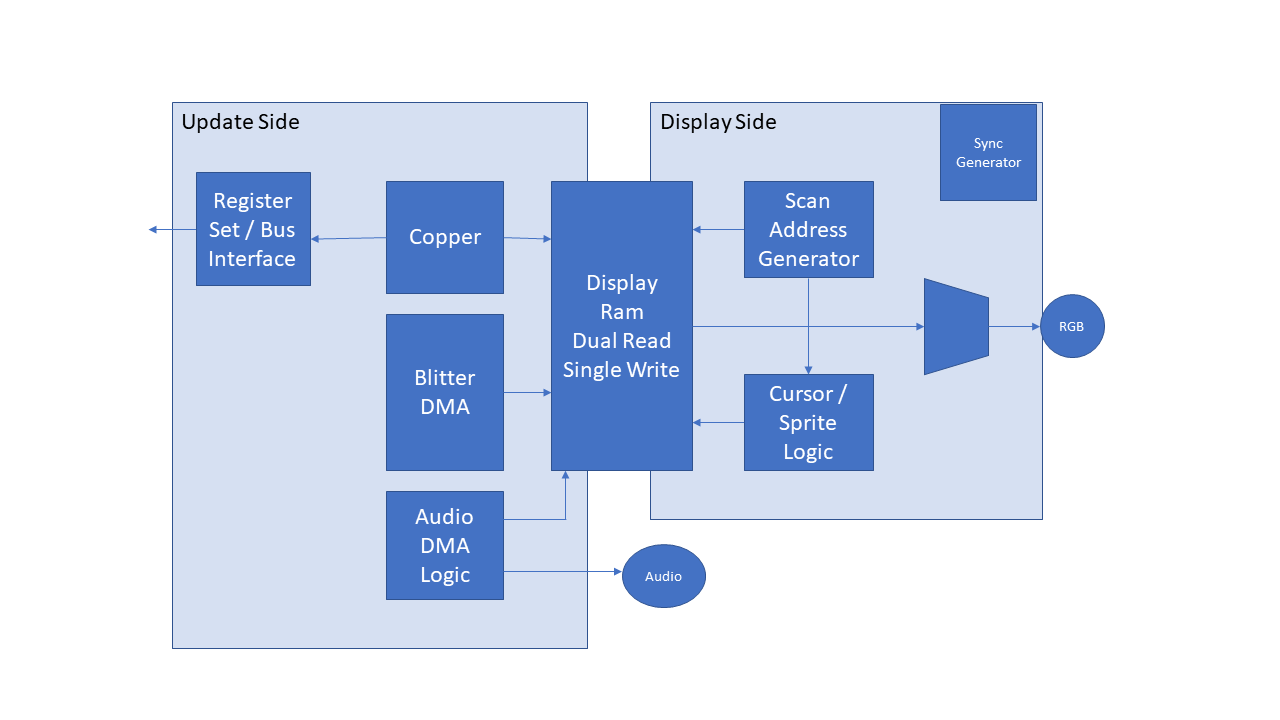 Update Side
Display Side
Sync
Generator
Register
Set / Bus
Interface
Copper
Scan
Address
Generator
Display
Ram
Dual Read
Single Write
RGB
Blitter
DMA
Cursor /
Sprite
Logic
Audio
DMA
Logic
Audio